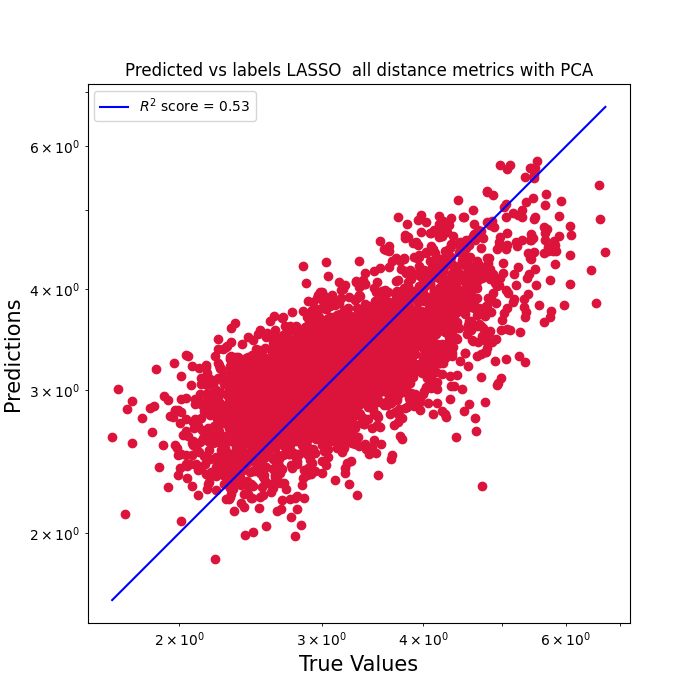 Predicted vs labels LASSO  all distance metrics with PCA
R² score = 0.53
6 × 10⁰
4 × 10⁰
3 × 10⁰
2 × 10⁰
Predictions
2 × 10⁰
3 × 10⁰
4 × 10⁰
6 × 10⁰
True Values